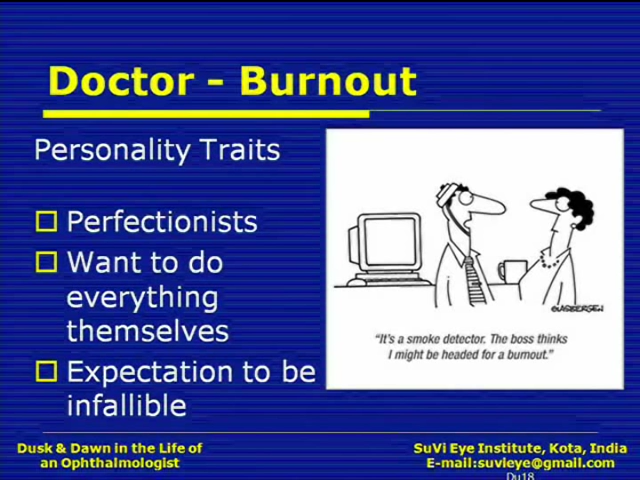 Doctor - Burnout
Personality Traits
Perfectionists
Want to do
everything
themselves
Expectation to be
infallible
GLASBERGEN
"It's a smoke detector. The boss thinks
I might be headed for a burnout."
Dusk & Dawn in the Life of
an Ophthalmologist
SuVi Eye Institute, Kota, India
E-mail:suvieye@gmail.com
Du18